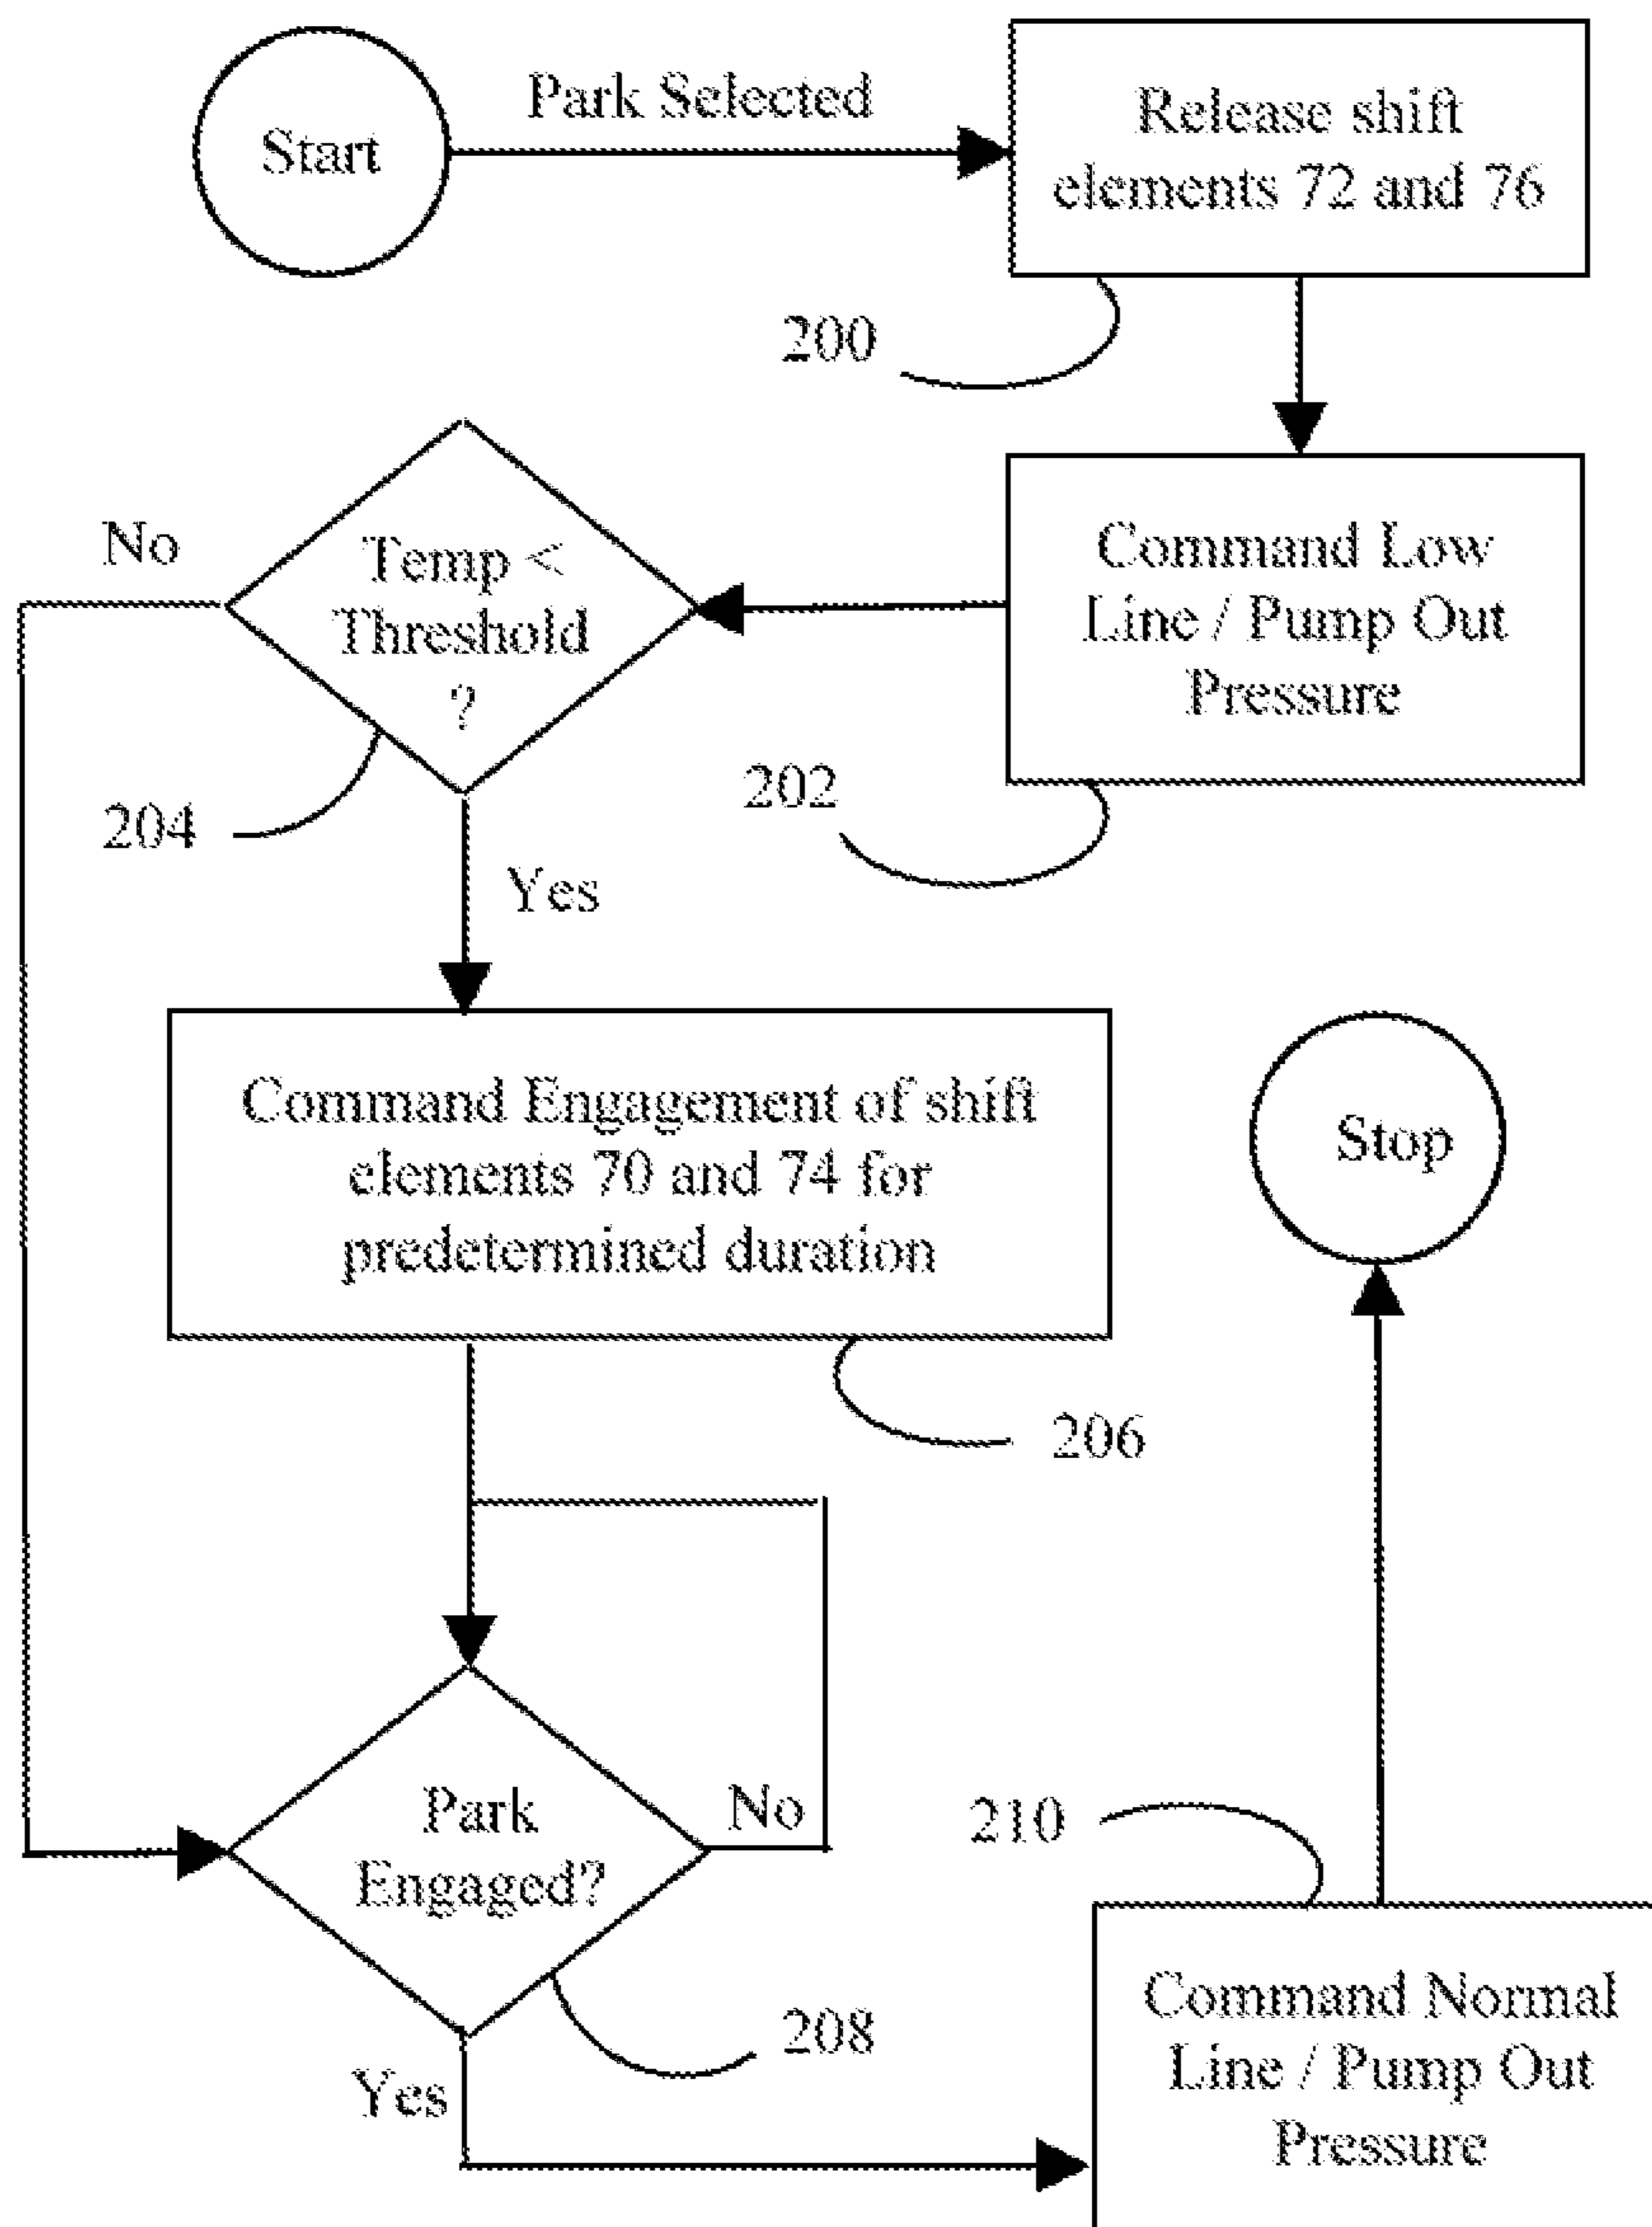 Start
Park Selected
Release shift
elements 72 and 76
200
Command Low
Line / Pump Out
Pressure
202
Temp <
Threshold
?
No
204
Yes
Command Engagement of shift
elements 70 and 74 for
predetermined duration
206
Park
Engaged?
No
208
Yes
210
Command Normal
Line / Pump Out
Pressure
Stop